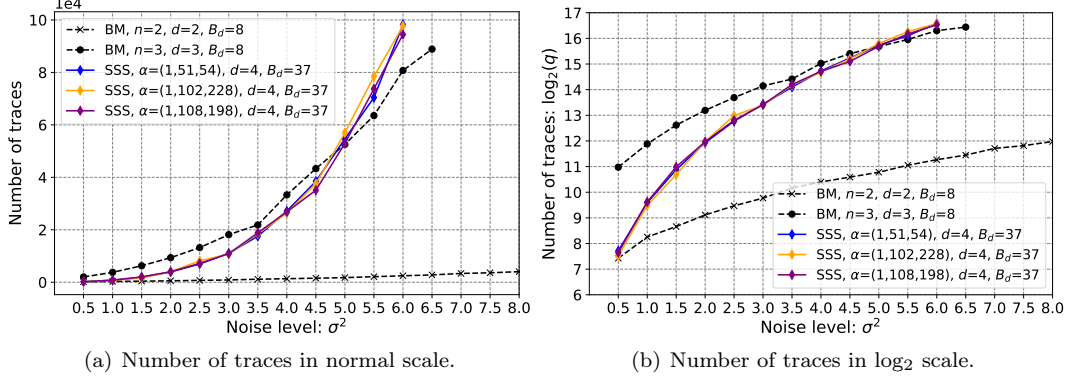 1e4
Number of traces
10
8
6
4
2
0
BM, n=2, d=2, B_d=8
BM, n=3, d=3, B_d=8
SSS, α=(1,51,54), d=4, B_d=37
SSS, α=(1,102,228), d=4, B_d=37
SSS, α=(1,108,198), d=4, B_d=37
0.5 1.0 1.5 2.0 2.5 3.0 3.5 4.0 4.5 5.0 5.5 6.0 6.5 7.0 7.5 8.0
Noise level: σ²
(a) Number of traces in normal scale.
Number of traces: log₂(q)
17
16
15
14
13
12
11
10
9
8
7
6
BM, n=2, d=2, B_d=8
BM, n=3, d=3, B_d=8
SSS, α=(1,51,54), d=4, B_d=37
SSS, α=(1,102,228), d=4, B_d=37
SSS, α=(1,108,198), d=4, B_d=37
0.5 1.0 1.5 2.0 2.5 3.0 3.5 4.0 4.5 5.0 5.5 6.0 6.5 7.0 7.5 8.0
Noise level: σ²
(b) Number of traces in log₂ scale.